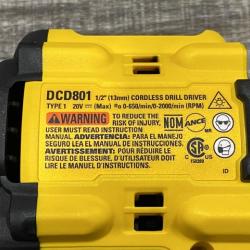 DCD801 1/2" (13mm) CORDLESS DRILL DRIVER
TYPE 1 20V ⎓ (Max) n₀ 0-650/min/0-2000/min (RPM)
WARNING TO REDUCE THE
RISK OF INJURY,
USER MUST READ INSTRUCTION
MANUAL. ADVERTENCIA: PARA EL MANEJO
SEGURO LEA EL MANUAL DE INSTRUCCIONES.
AVERTISSEMENT: POUR RÉDUIRE LE
RISQUE DE BLESSURES, L'UTILISATEUR DOIT
LIRE LE MANUEL D'INSTRUCTIONS.
NOM ANCE
MR
C US
ID